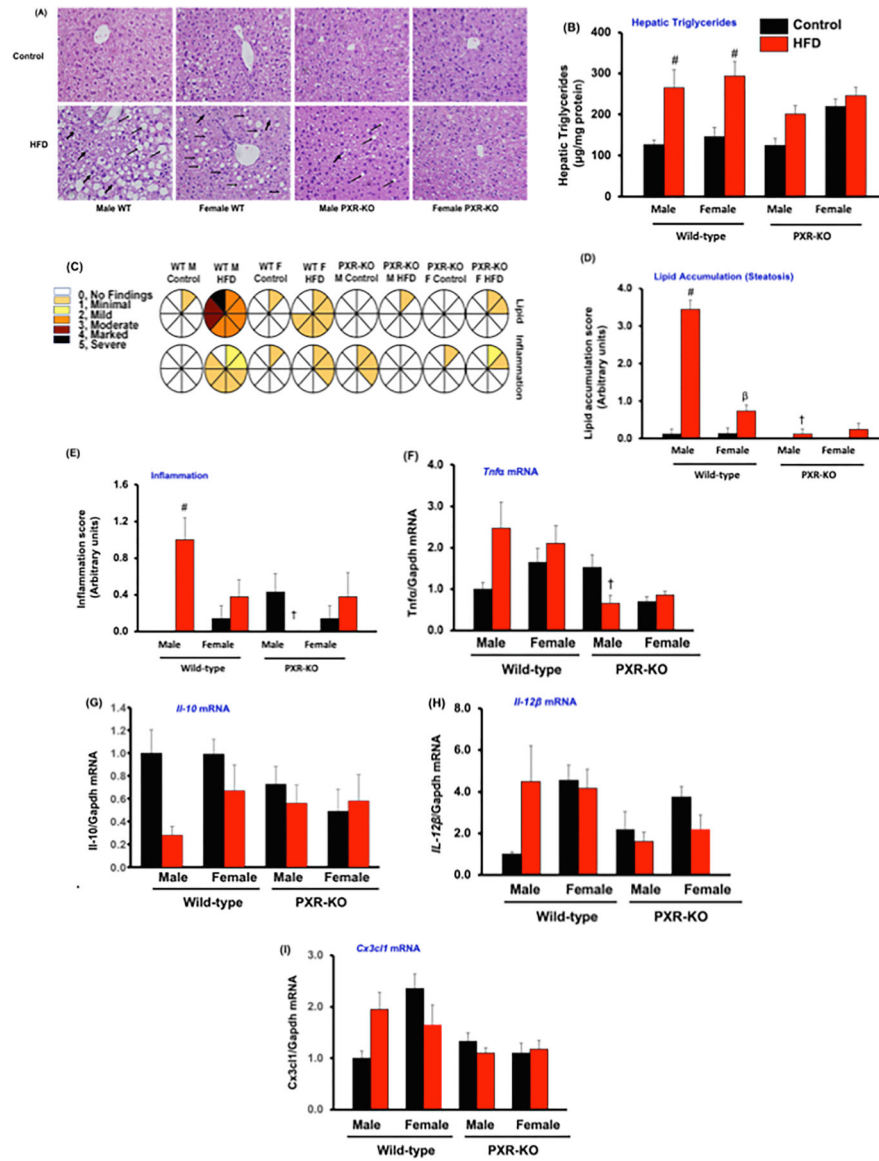 (A)
Control
HFD
Male WT
Female WT
Male PXR-KO
Female PXR-KO
(B)
Hepatic Triglycerides
Control
HFD
Hepatic Triglycerides
(µg/mg protein)
400
300
200
100
0
#
#
Male
Female
Male
Female
Wild-type
PXR-KO
(C)
0, No Findings
1, Minimal
2, Mild
3, Moderate
4, Marked
5, Severe
WT M
Control
WT M
HFD
WT F
Control
WT F
HFD
PXR-KO
M Control
PXR-KO
M HFD
PXR-KO
F Control
PXR-KO
F HFD
Lipid
Inflammation
(D)
Lipid Accumulation (Steatosis)
Lipid accumulation score
(Arbitrary units)
4.0
3.0
2.0
1.0
0.0
#
β
†
Male
Female
Male
Female
Wild-type
PXR-KO
(E)
Inflammation
Inflammation score
(Arbitrary units)
1.6
1.2
0.8
0.4
0.0
#
†
Male
Female
Male
Female
Wild-type
PXR-KO
(F)
Tnfα mRNA
Tnfα/Gapdh mRNA
4.0
3.0
2.0
1.0
0.0
†
Male
Female
Male
Female
Wild-type
PXR-KO
(G)
Il-10 mRNA
Il-10/Gapdh mRNA
1.4
1.2
1.0
0.8
0.6
0.4
0.2
0.0
Male
Female
Male
Female
Wild-type
PXR-KO
(H)
Il-12β mRNA
IL-12β/Gapdh mRNA
8.0
6.0
4.0
2.0
0.0
Male
Female
Male
Female
Wild-type
PXR-KO
(I)
Cx3cl1 mRNA
Cx3cl1/Gapdh mRNA
3.0
2.0
1.0
0.0
Male
Female
Male
Female
Wild-type
PXR-KO